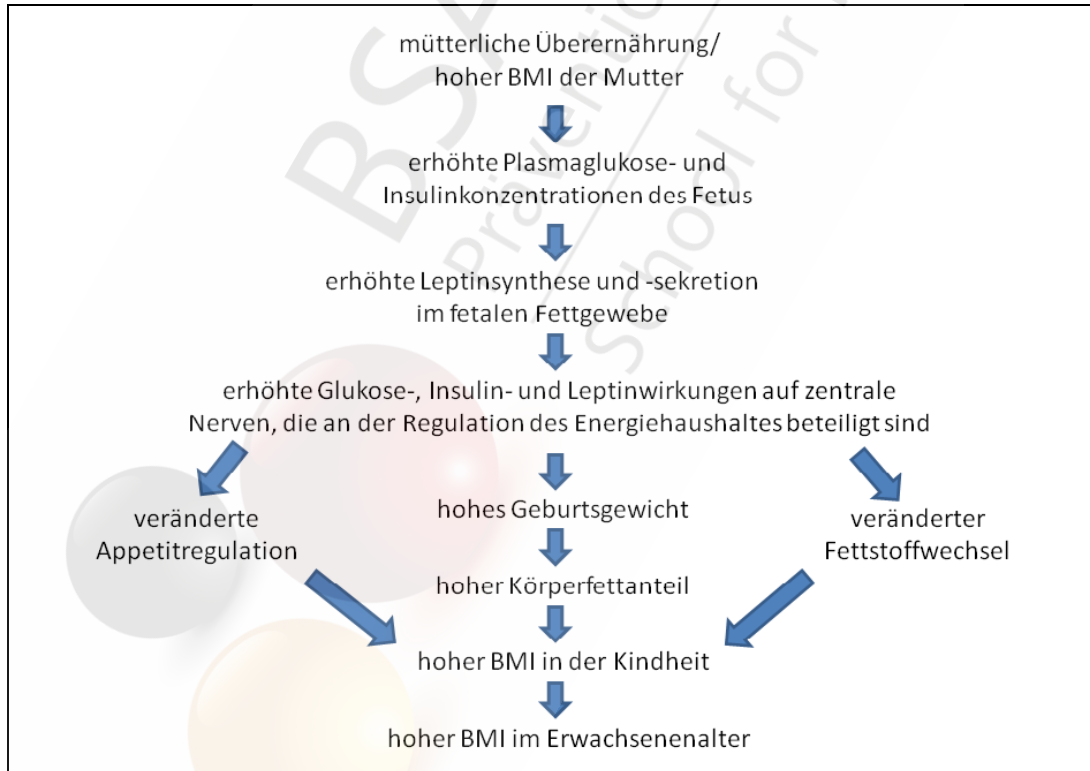 mütterliche Überernährung/
hoher BMI der Mutter
erhöhte Plasmaglukose- und
Insulinkonzentrationen des Fetus
erhöhte Leptinsynthese und -sekretion
im fetalen Fettgewebe
erhöhte Glukose-, Insulin- und Leptinwirkungen auf zentrale
Nerven, die an der Regulation des Energiehaushaltes beteiligt sind
veränderte
Appetitregulation
hohes Geburtsgewicht
hoher Körperfettanteil
veränderter
Fettstoffwechsel
hoher BMI in der Kindheit
hoher BMI im Erwachsenenalter
School for